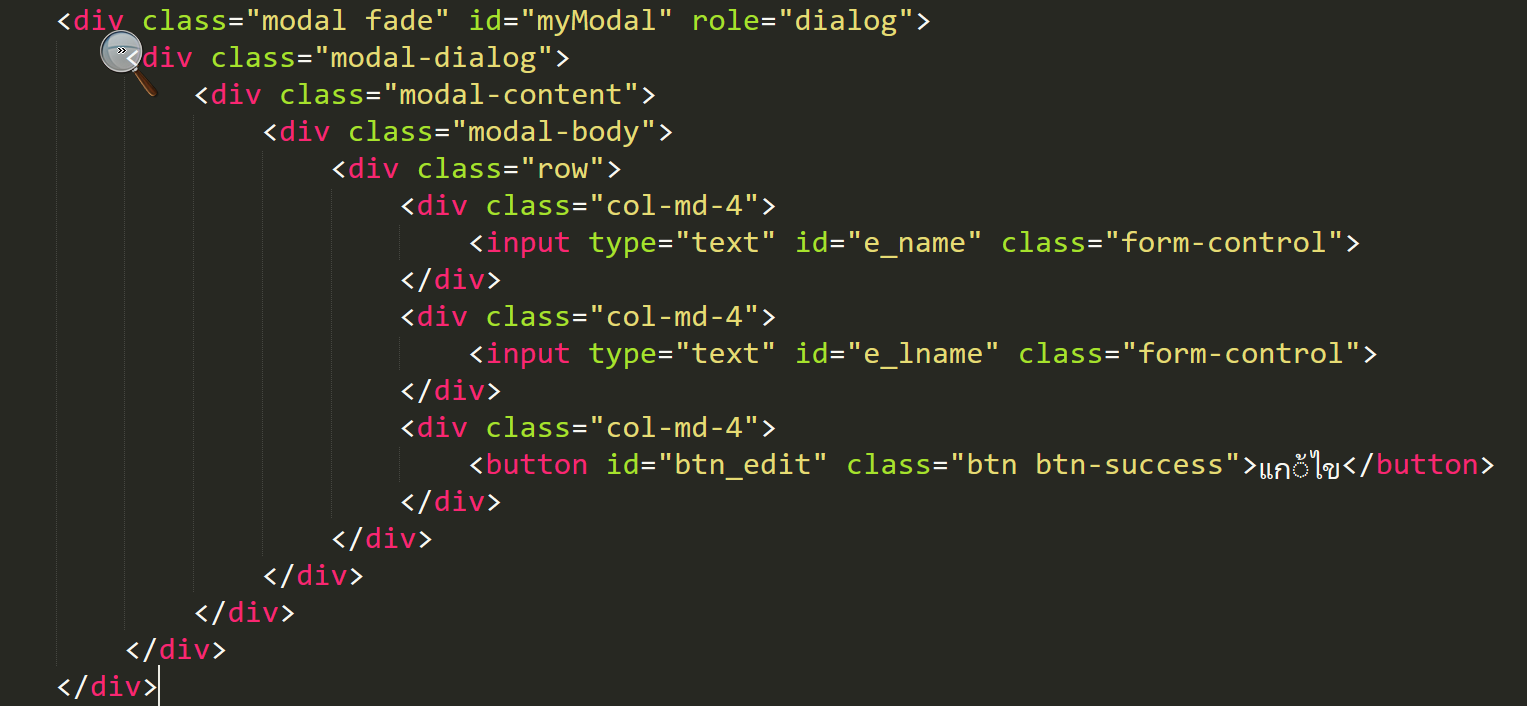 <div class="modal fade" id="myModal" role="dialog">
<div class="modal-dialog">
<div class="modal-content">
<div class="modal-body">
<div class="row">
<div class="col-md-4">
<input type="text" id="e_name" class="form-control">
</div>
<div class="col-md-4">
<input type="text" id="e_lname" class="form-control">
</div>
<div class="col-md-4">
<button id="btn_edit" class="btn btn-success">แก้ไข</button>
</div>
</div>
</div>
</div>
</div>
</div>